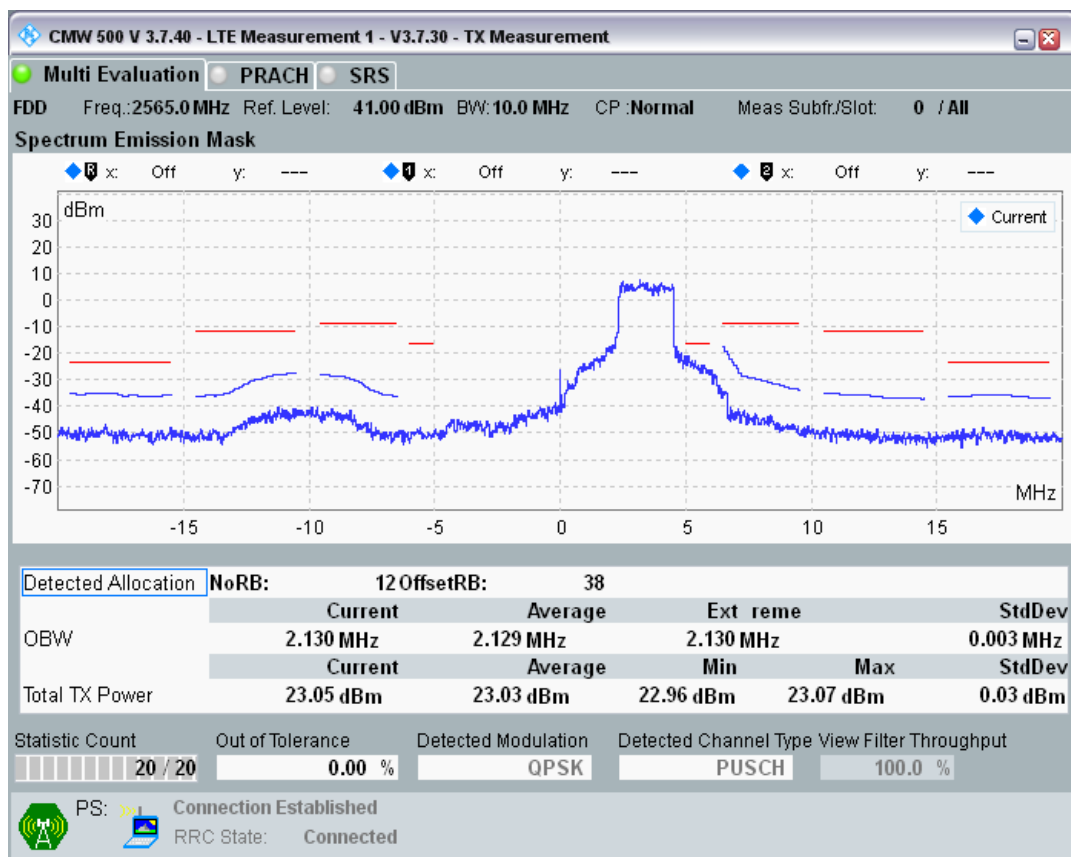 CMW 500 V 3.7.40 - LTE Measurement 1 - V3.7.30 - TX Measurement
Multi Evaluation PRACH SRS
FDD Freq.:2565.0 MHz Ref. Level: 41.00 dBm BW: 10.0 MHz CP :Normal Meas Subfr./Slot: 0 / All
Spectrum Emission Mask
R x: Off y: --- 1 x: Off y: --- 2 x: Off y: ---
dBm
Current
30
20
10
0
-10
-20
-30
-40
-50
-60
-70
MHz
-15 -10 -5 0 5 10 15
Detected Allocation NoRB: 12 OffsetRB: 38
Current Average Ext reme StdDev
OBW 2.130 MHz 2.129 MHz 2.130 MHz 0.003 MHz
Current Average Min Max StdDev
Total TX Power 23.05 dBm 23.03 dBm 22.96 dBm 23.07 dBm 0.03 dBm
Statistic Count Out of Tolerance Detected Modulation Detected Channel Type View Filter Throughput
20 / 20 0.00 % QPSK PUSCH 100.0 %
PS: Connection Established
RRC State: Connected